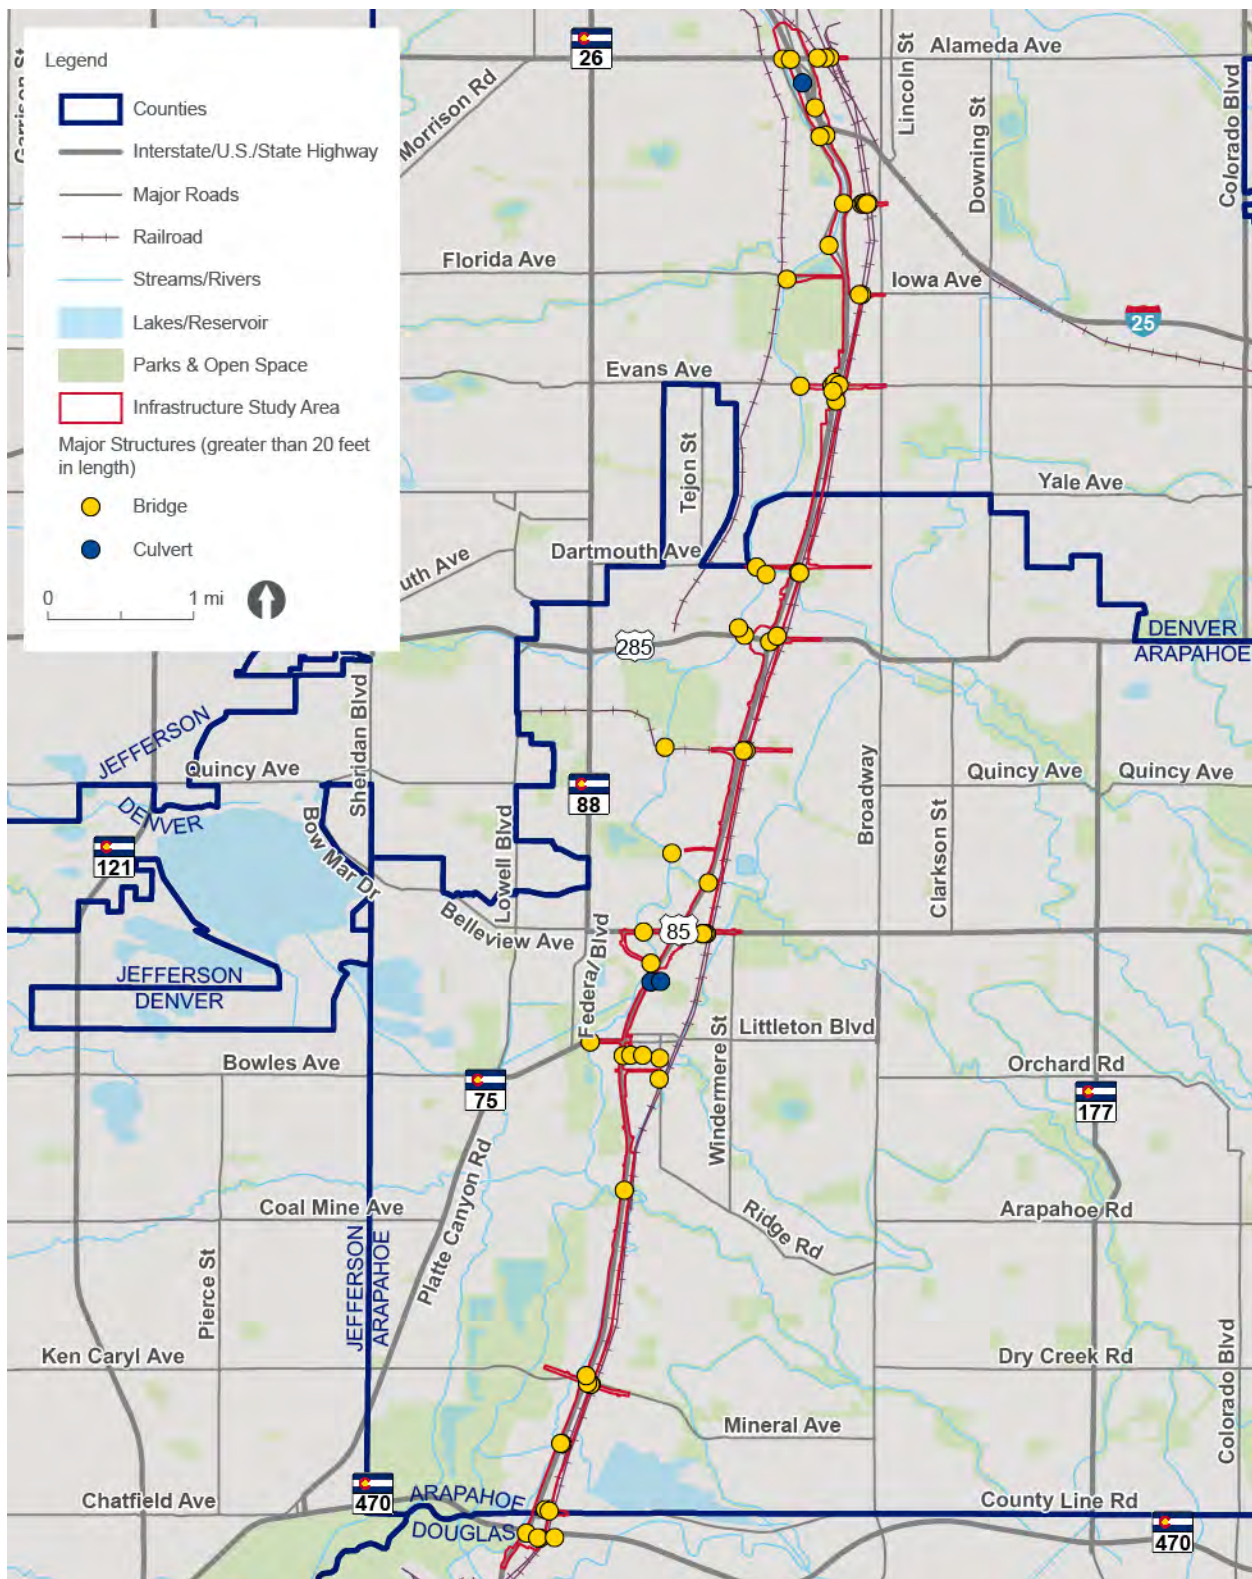 Legend
Counties
Interstate/U.S./State Highway
Major Roads
Railroad
Streams/Rivers
Lakes/Reservoir
Parks & Open Space
Infrastructure Study Area
Major Structures (greater than 20 feet
in length)
Bridge
Culvert
0 1 mi
26
Alameda Ave
Morrison Rd
Lincoln St
Downing St
Colorado Blvd
Garrison St
Florida Ave
Iowa Ave
25
Evans Ave
Tejon St
Yale Ave
Dartmouth Ave
uth Ave
285
DENVER
ARAPAHOE
JEFFERSON
Sheridan Blvd
Quincy Ave
Quincy Ave
Quincy Ave
DENVER
88
Broadway
Bow Mar Dr
Lowell Blvd
Clarkson St
121
Belleview Ave
85
Federal Blvd
JEFFERSON
DENVER
Windermere St
Littleton Blvd
Bowles Ave
Orchard Rd
75
177
Platte Canyon Rd
Coal Mine Ave
Ridge Rd
Arapahoe Rd
Pierce St
JEFFERSON
ARAPAHOE
Ken Caryl Ave
Dry Creek Rd
Colorado Blvd
Mineral Ave
470
Chatfield Ave
ARAPAHOE
DOUGLAS
County Line Rd
470